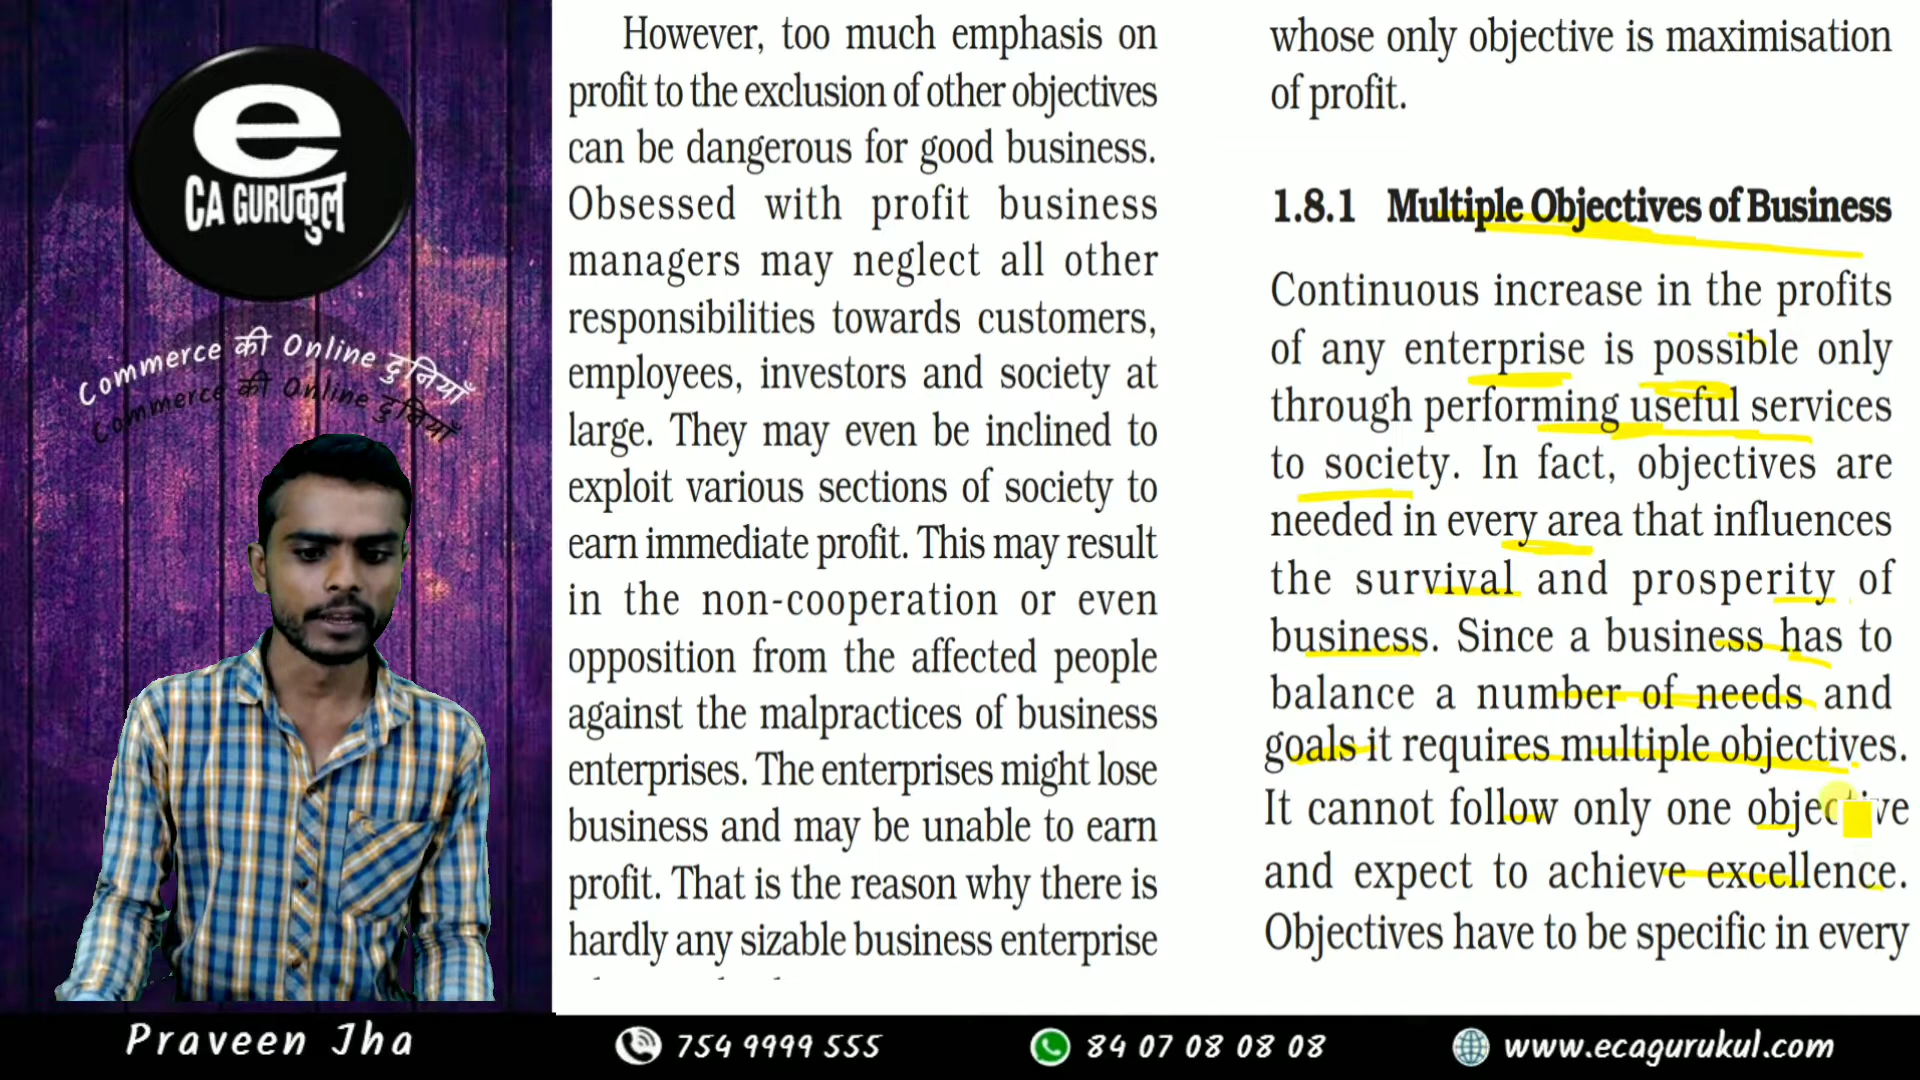 e
CA GURUकुल
Commerce की Online दुनियाँ
Commerce की Online दुनियाँ
However, too much emphasis on
profit to the exclusion of other objectives
can be dangerous for good business.
Obsessed with profit business
managers may neglect all other
responsibilities towards customers,
employees, investors and society at
large. They may even be inclined to
exploit various sections of society to
earn immediate profit. This may result
in the non-cooperation or even
opposition from the affected people
against the malpractices of business
enterprises. The enterprises might lose
business and may be unable to earn
profit. That is the reason why there is
hardly any sizable business enterprise
whose only objective is maximisation
of profit.
1.8.1 Multiple Objectives of Business
Continuous increase in the profits
of any enterprise is possible only
through performing useful services
to society. In fact, objectives are
needed in every area that influences
the survival and prosperity of
business. Since a business has to
balance a number of needs and
goals it requires multiple objectives.
It cannot follow only one objective
and expect to achieve excellence.
Objectives have to be specific in every
Praveen Jha
754 9999 555
84 07 08 08 08
www.ecagurukul.com